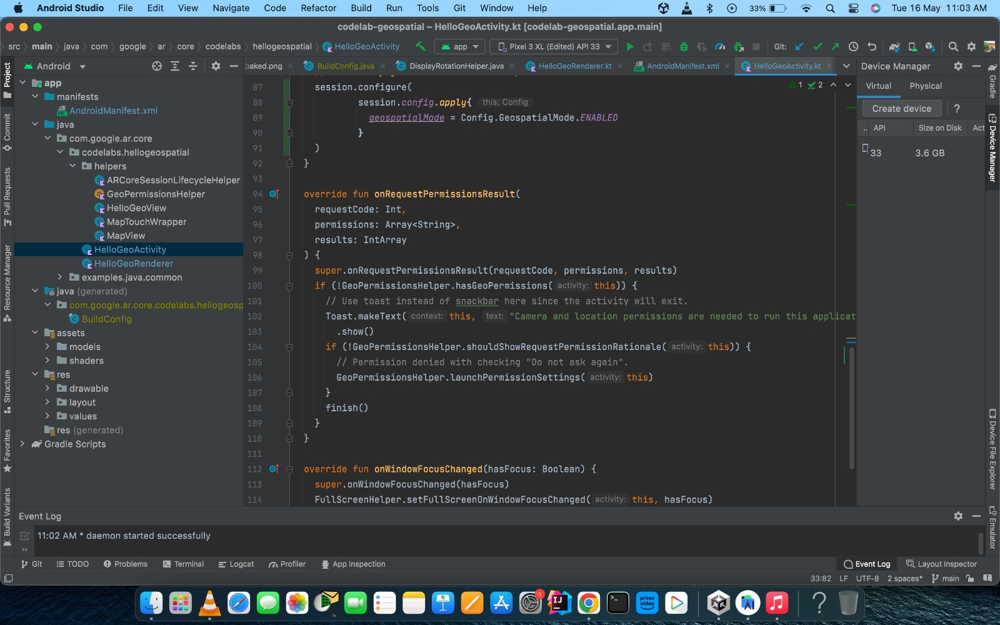 Android Studio File Edit View Navigate Code Refactor Build Run Tools Git Window Help 33% Tue 16 May 11:03 AM
codelab-geospatial – HelloGeoActivity.kt [codelab-geospatial.app.main]
src main java com google ar core codelabs hellogeospatial HelloGeoActivity app Pixel 3 XL (Edited) API 33 Git:
Project
Commit
Pull Requests
Resource Manager
Structure
Favorites
Build Variants
Android
app
manifests
AndroidManifest.xml
java
com.google.ar.core
codelabs.hellogeospatial
helpers
ARCoreSessionLifecycleHelper
GeoPermissionsHelper
HelloGeoView
MapTouchWrapper
MapView
HelloGeoActivity
HelloGeoRenderer
examples.java.common
java (generated)
com.google.ar.core.codelabs.hellogeosp
BuildConfig
assets
models
shaders
res
drawable
layout
values
res (generated)
Gradle Scripts
baked.png BuildConfig.java DisplayRotationHelper.java HelloGeoRenderer.kt AndroidManifest.xml HelloGeoActivity.kt
1 2
87 session.configure(
88 session.config.apply{ this: Config
89 geospatialMode = Config.GeospatialMode.ENABLED
90 }
91 )
92 }
93
94 override fun onRequestPermissionsResult(
95 requestCode: Int,
96 permissions: Array<String>,
97 results: IntArray
98 ) {
99 super.onRequestPermissionsResult(requestCode, permissions, results)
100 if (!GeoPermissionsHelper.hasGeoPermissions( activity: this)) {
101 // Use toast instead of snackbar here since the activity will exit.
102 Toast.makeText( context: this, text: "Camera and location permissions are needed to run this applicat
103 .show()
104 if (!GeoPermissionsHelper.shouldShowRequestPermissionRationale( activity: this)) {
105 // Permission denied with checking "Do not ask again".
106 GeoPermissionsHelper.launchPermissionSettings( activity: this)
107 }
108 finish()
109 }
110 }
111
112 override fun onWindowFocusChanged(hasFocus: Boolean) {
113 super.onWindowFocusChanged(hasFocus)
114 FullScreenHelper.setFullScreenOnWindowFocusChanged( activity: this, hasFocus)
Device Manager
Virtual Physical
Create device ?
.. API Size on Disk Act
33 3.6 GB
Gradle
Device Manager
Device File Explorer
Emulator
Event Log
11:02 AM * daemon started successfully
»
Git TODO Problems Terminal Logcat Profiler App Inspection Event Log Layout Inspector
33:82 LF UTF-8 2 spaces* main
1
IJ
prime video
?